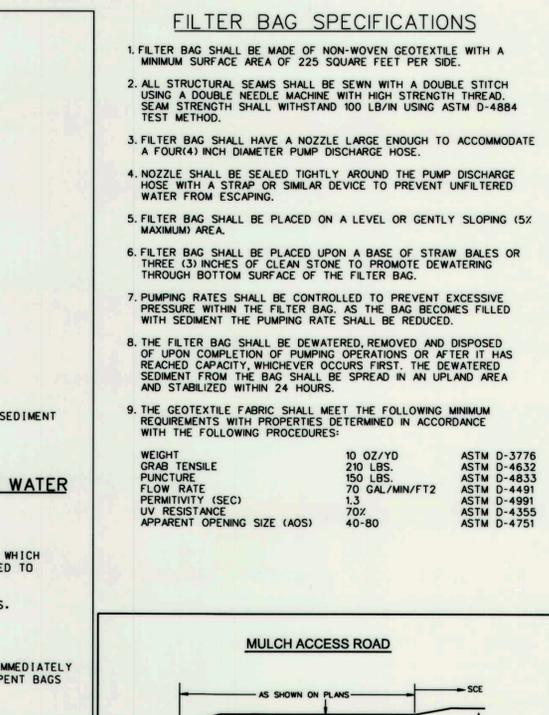 FILTER BAG SPECIFICATIONS
1. FILTER BAG SHALL BE MADE OF NON-WOVEN GEOTEXTILE WITH A
MINIMUM SURFACE AREA OF 225 SQUARE FEET PER SIDE.
2. ALL STRUCTURAL SEAMS SHALL BE SEWN WITH A DOUBLE STITCH
USING A DOUBLE NEEDLE MACHINE WITH HIGH STRENGTH THREAD.
SEAM STRENGTH SHALL WITHSTAND 100 LB/IN USING ASTM D-4884
TEST METHOD.
3. FILTER BAG SHALL HAVE A NOZZLE LARGE ENOUGH TO ACCOMMODATE
A FOUR(4) INCH DIAMETER PUMP DISCHARGE HOSE.
4. NOZZLE SHALL BE SEALED TIGHTLY AROUND THE PUMP DISCHARGE
HOSE WITH A STRAP OR SIMILAR DEVICE TO PREVENT UNFILTERED
WATER FROM ESCAPING.
5. FILTER BAG SHALL BE PLACED ON A LEVEL OR GENTLY SLOPING (5%
MAXIMUM) AREA.
6. FILTER BAG SHALL BE PLACED UPON A BASE OF STRAW BALES OR
THREE (3) INCHES OF CLEAN STONE TO PROMOTE DEWATERING
THROUGH BOTTOM SURFACE OF THE FILTER BAG.
7. PUMPING RATES SHALL BE CONTROLLED TO PREVENT EXCESSIVE
PRESSURE WITHIN THE FILTER BAG. AS THE BAG BECOMES FILLED
WITH SEDIMENT THE PUMPING RATE SHALL BE REDUCED.
8. THE FILTER BAG SHALL BE DEWATERED, REMOVED AND DISPOSED
OF UPON COMPLETION OF PUMPING OPERATIONS OR AFTER IT HAS
REACHED CAPACITY, WHICHEVER OCCURS FIRST. THE DEWATERED
SEDIMENT FROM THE BAG SHALL BE SPREAD IN AN UPLAND AREA
AND STABILIZED WITHIN 24 HOURS.
9. THE GEOTEXTILE FABRIC SHALL MEET THE FOLLOWING MINIMUM
REQUIREMENTS WITH PROPERTIES DETERMINED IN ACCORDANCE
WITH THE FOLLOWING PROCEDURES:
WEIGHT 10 OZ/YD ASTM D-3776
GRAB TENSILE 210 LBS. ASTM D-4632
PUNCTURE 150 LBS. ASTM D-4833
FLOW RATE 70 GAL/MIN/FT2 ASTM D-4491
PERMITIVITY (SEC) 1.3 ASTM D-4991
UV RESISTANCE 70% ASTM D-4355
APPARENT OPENING SIZE (AOS) 40-80 ASTM D-4751
SEDIMENT
WATER
WHICH
ED TO
S.
MMEDIATELY
PENT BAGS
MULCH ACCESS ROAD
AS SHOWN ON PLANS
SCE